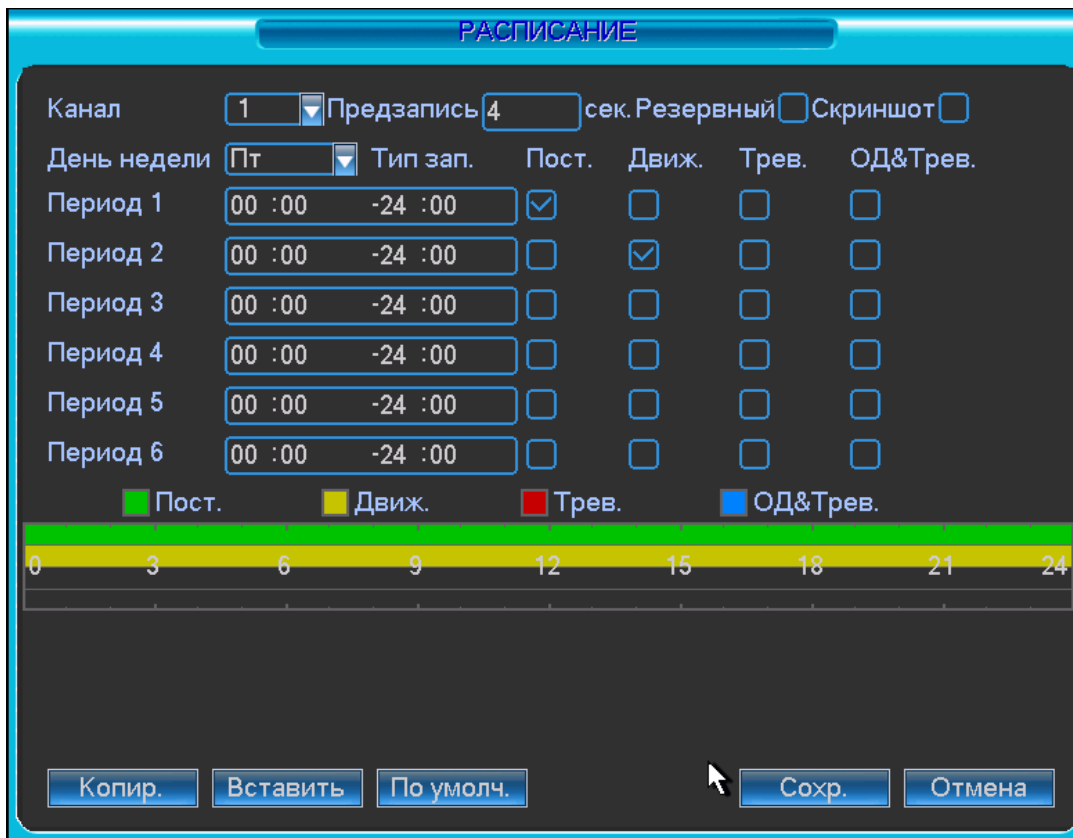 РАСПИСАНИЕ
Канал 1 Предзапись 4 сек. Резервный Скриншот
День недели Пт Тип зап. Пост. Движ. Трев. ОД&Трев.
Период 1 00 :00 -24 :00
Период 2 00 :00 -24 :00
Период 3 00 :00 -24 :00
Период 4 00 :00 -24 :00
Период 5 00 :00 -24 :00
Период 6 00 :00 -24 :00
Пост. Движ. Трев. ОД&Трев.
0 3 6 9 12 15 18 21 24
Копир. Вставить По умолч. Сохр. Отмена